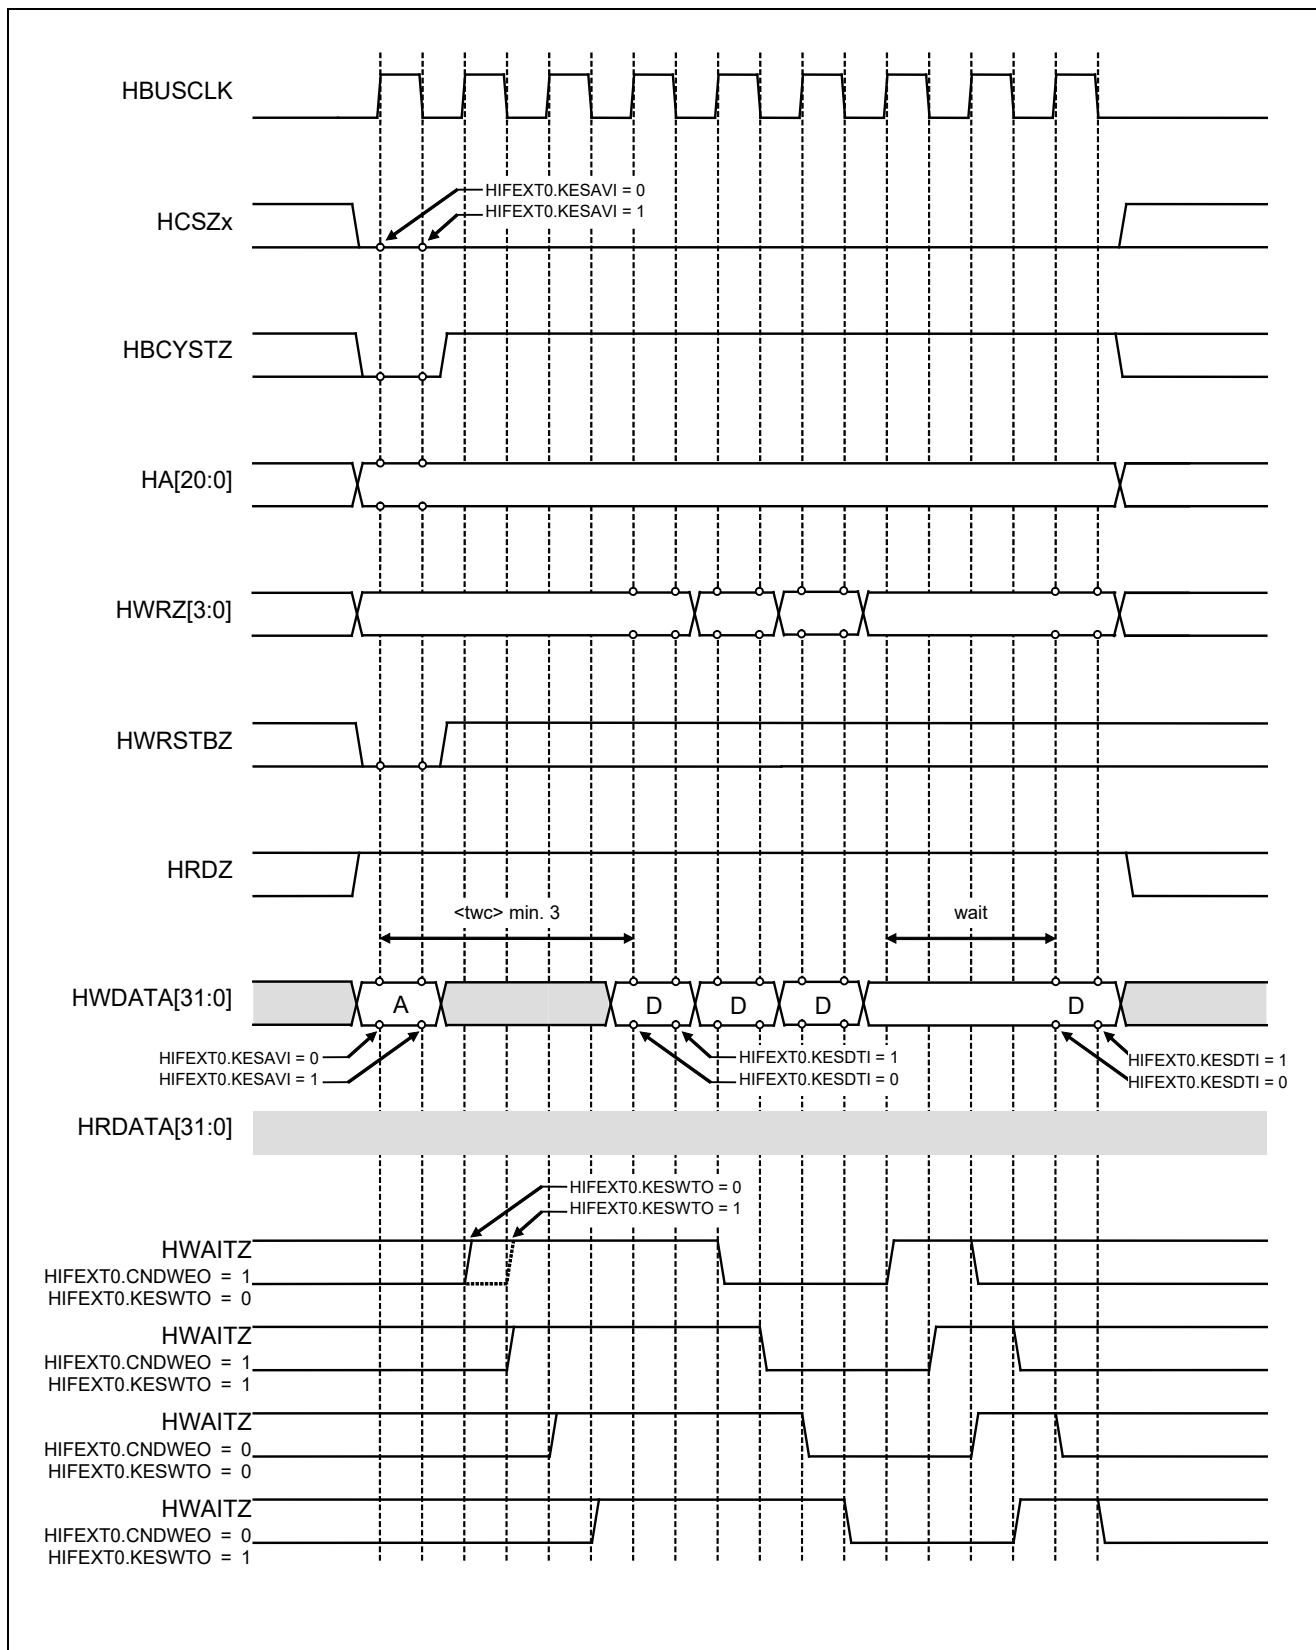 HBUSCLK
HIFEXT0.KESAVI = 0
HIFEXT0.KESAVI = 1
HCSZx
HBCYSTZ
HA[20:0]
HWRZ[3:0]
HWRSTBZ
HRDZ
<twc> min. 3
wait
HWDATA[31:0]
A
D
D
D
D
HIFEXT0.KESAVI = 0
HIFEXT0.KESAVI = 1
HIFEXT0.KESDTI = 1
HIFEXT0.KESDTI = 0
HIFEXT0.KESDTI = 1
HIFEXT0.KESDTI = 0
HRDATA[31:0]
HIFEXT0.KESWTO = 0
HIFEXT0.KESWTO = 1
HWAITZ
HIFEXT0.CNDWEO = 1
HIFEXT0.KESWTO = 0
HWAITZ
HIFEXT0.CNDWEO = 1
HIFEXT0.KESWTO = 1
HWAITZ
HIFEXT0.CNDWEO = 0
HIFEXT0.KESWTO = 0
HWAITZ
HIFEXT0.CNDWEO = 0
HIFEXT0.KESWTO = 1